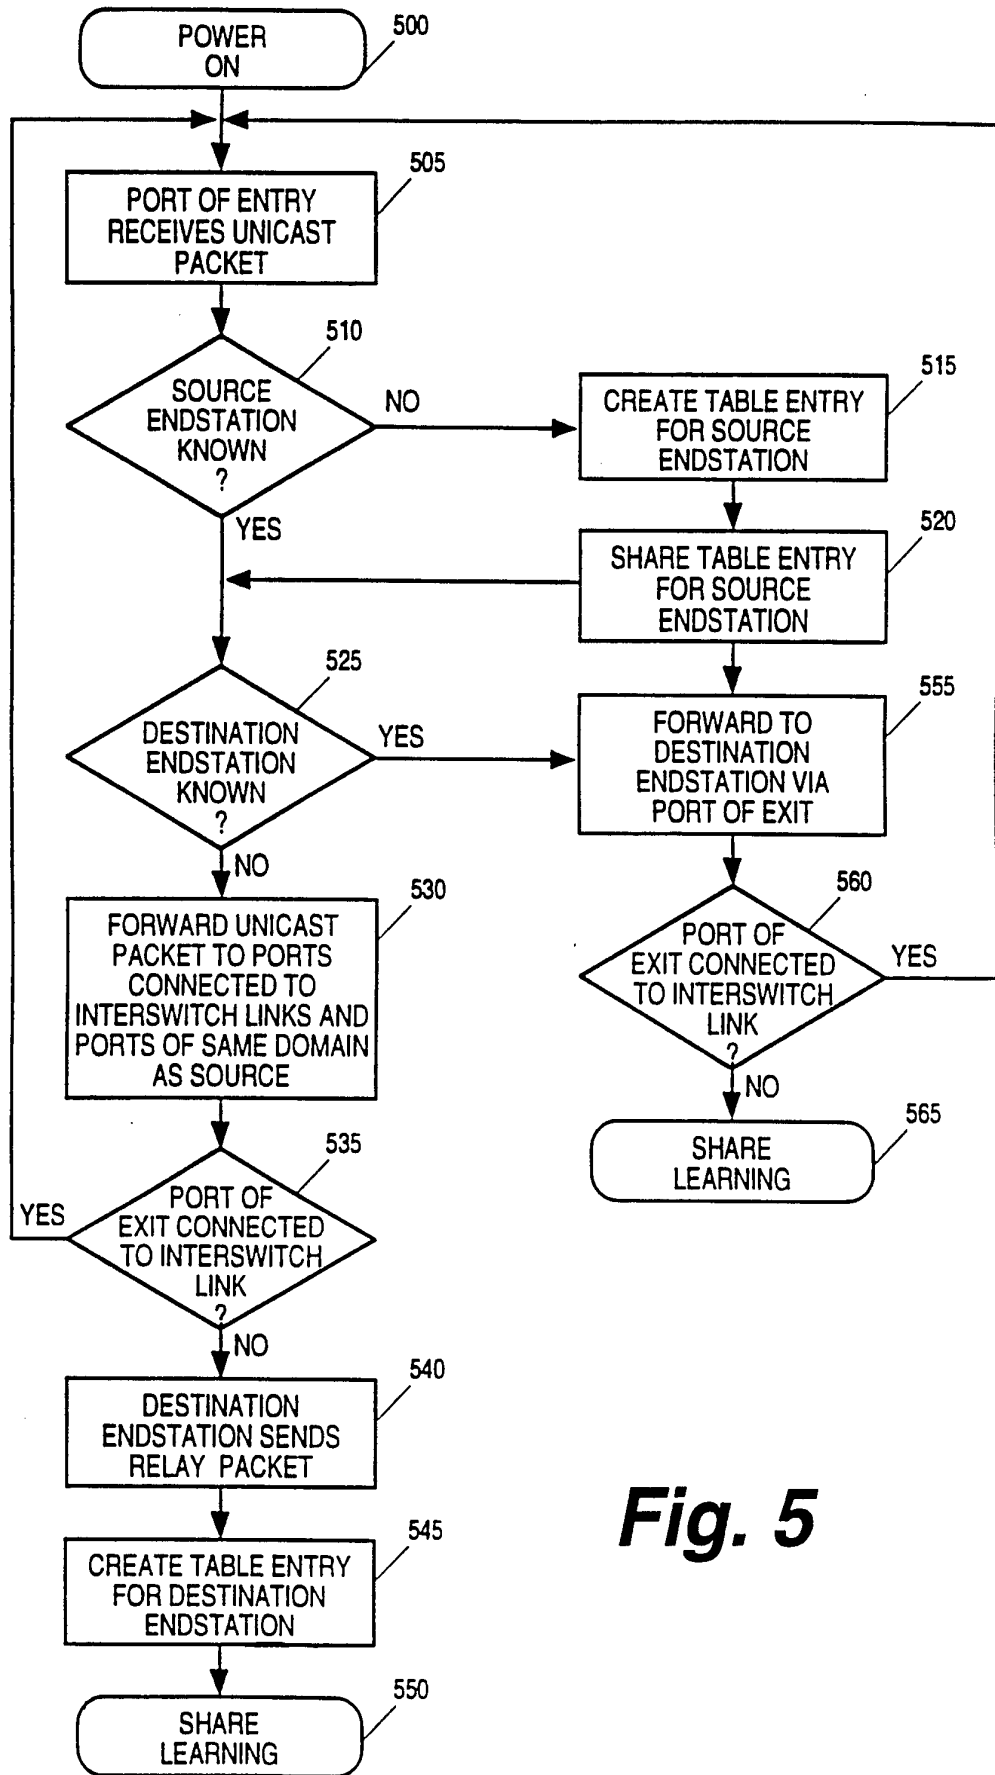 POWER
ON
500
505
PORT OF ENTRY
RECEIVES UNICAST
PACKET
510
SOURCE
ENDSTATION
KNOWN
?
NO
YES
515
CREATE TABLE ENTRY
FOR SOURCE
ENDSTATION
520
SHARE TABLE ENTRY
FOR SOURCE
ENDSTATION
525
DESTINATION
ENDSTATION
KNOWN
?
YES
NO
555
FORWARD TO
DESTINATION
ENDSTATION VIA
PORT OF EXIT
530
FORWARD UNICAST
PACKET TO PORTS
CONNECTED TO
INTERSWITCH LINKS AND
PORTS OF SAME DOMAIN
AS SOURCE
560
PORT OF
EXIT CONNECTED
TO INTERSWITCH
LINK
?
YES
NO
565
SHARE
LEARNING
535
PORT OF
EXIT CONNECTED
TO INTERSWITCH
LINK
?
YES
NO
540
DESTINATION
ENDSTATION SENDS
RELAY PACKET
545
CREATE TABLE ENTRY
FOR DESTINATION
ENDSTATION
550
SHARE
LEARNING
Fig. 5